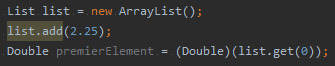 List list = new ArrayList();
list.add(2.25);
Double premierElement = (Double)(list.get(0));